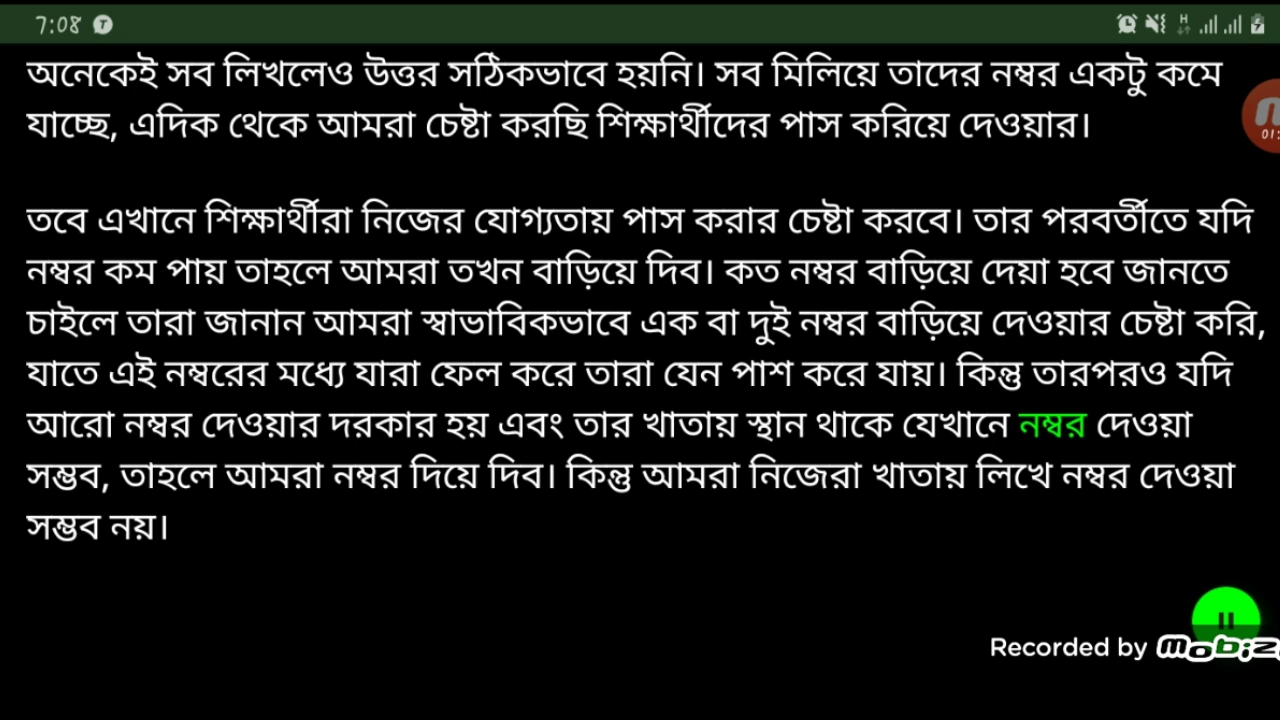 7:08
অনেকেই সব লিখলেও উত্তর সঠিকভাবে হয়নি। সব মিলিয়ে তাদের নম্বর একটু কমে
যাচ্ছে, এদিক থেকে আমরা চেষ্টা করছি শিক্ষার্থীদের পাস করিয়ে দেওয়ার।
তবে এখানে শিক্ষার্থীরা নিজের যোগ্যতায় পাস করার চেষ্টা করবে। তার পরবর্তীতে যদি
নম্বর কম পায় তাহলে আমরা তখন বাড়িয়ে দিব। কত নম্বর বাড়িয়ে দেয়া হবে জানতে
চাইলে তারা জানান আমরা স্বাভাবিকভাবে এক বা দুই নম্বর বাড়িয়ে দেওয়ার চেষ্টা করি,
যাতে এই নম্বরের মধ্যে যারা ফেল করে তারা যেন পাশ করে যায়। কিন্তু তারপরও যদি
আরো নম্বর দেওয়ার দরকার হয় এবং তার খাতায় স্থান থাকে যেখানে নম্বর দেওয়া
সম্ভব, তাহলে আমরা নম্বর দিয়ে দিব। কিন্তু আমরা নিজেরা খাতায় লিখে নম্বর দেওয়া
সম্ভব নয়।
Recorded by Mobiz